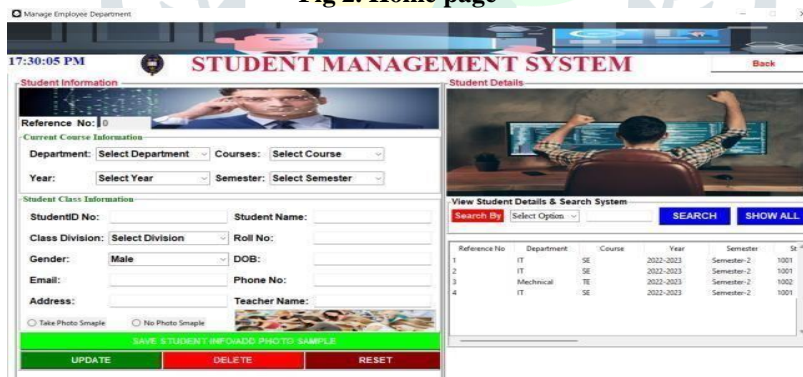 Fig 2. Home page
Manage Employee Department
17:30:05 PM
STUDENT MANAGEMENT SYSTEM
Back
Student Information
Reference No: 0
Current Course Information
Department: Select Department Courses: Select Course
Year: Select Year Semester: Select Semester
Student Class Information
StudentID No: Student Name:
Class Division: Select Division Roll No:
Gender: Male DOB:
Email: Phone No:
Address: Teacher Name:
Take Photo Smaple No Photo Smaple
SAVE STUDENT INFO/ADD PHOTO SAMPLE
UPDATE DELETE RESET
Student Details
View Student Details & Search System
Search By Select Option SEARCH SHOW ALL
Reference No Department Course Year Semester St
1 IT SE 2022-2023 Semester-2 1001
2 IT SE 2022-2023 Semester-2 1001
3 Mechnical TE 2022-2023 Semester-2 1002
4 IT SE 2022-2023 Semester-2 1001